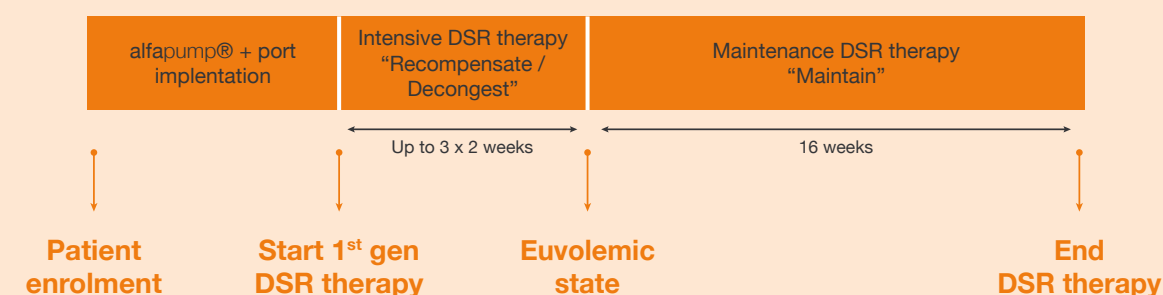 alfapump® + port
implentation
Intensive DSR therapy
“Recompensate /
Decongest”
Maintenance DSR therapy
“Maintain”
Up to 3 x 2 weeks
16 weeks
Patient
enrolment
Start 1st gen
DSR therapy
Euvolemic
state
End
DSR therapy